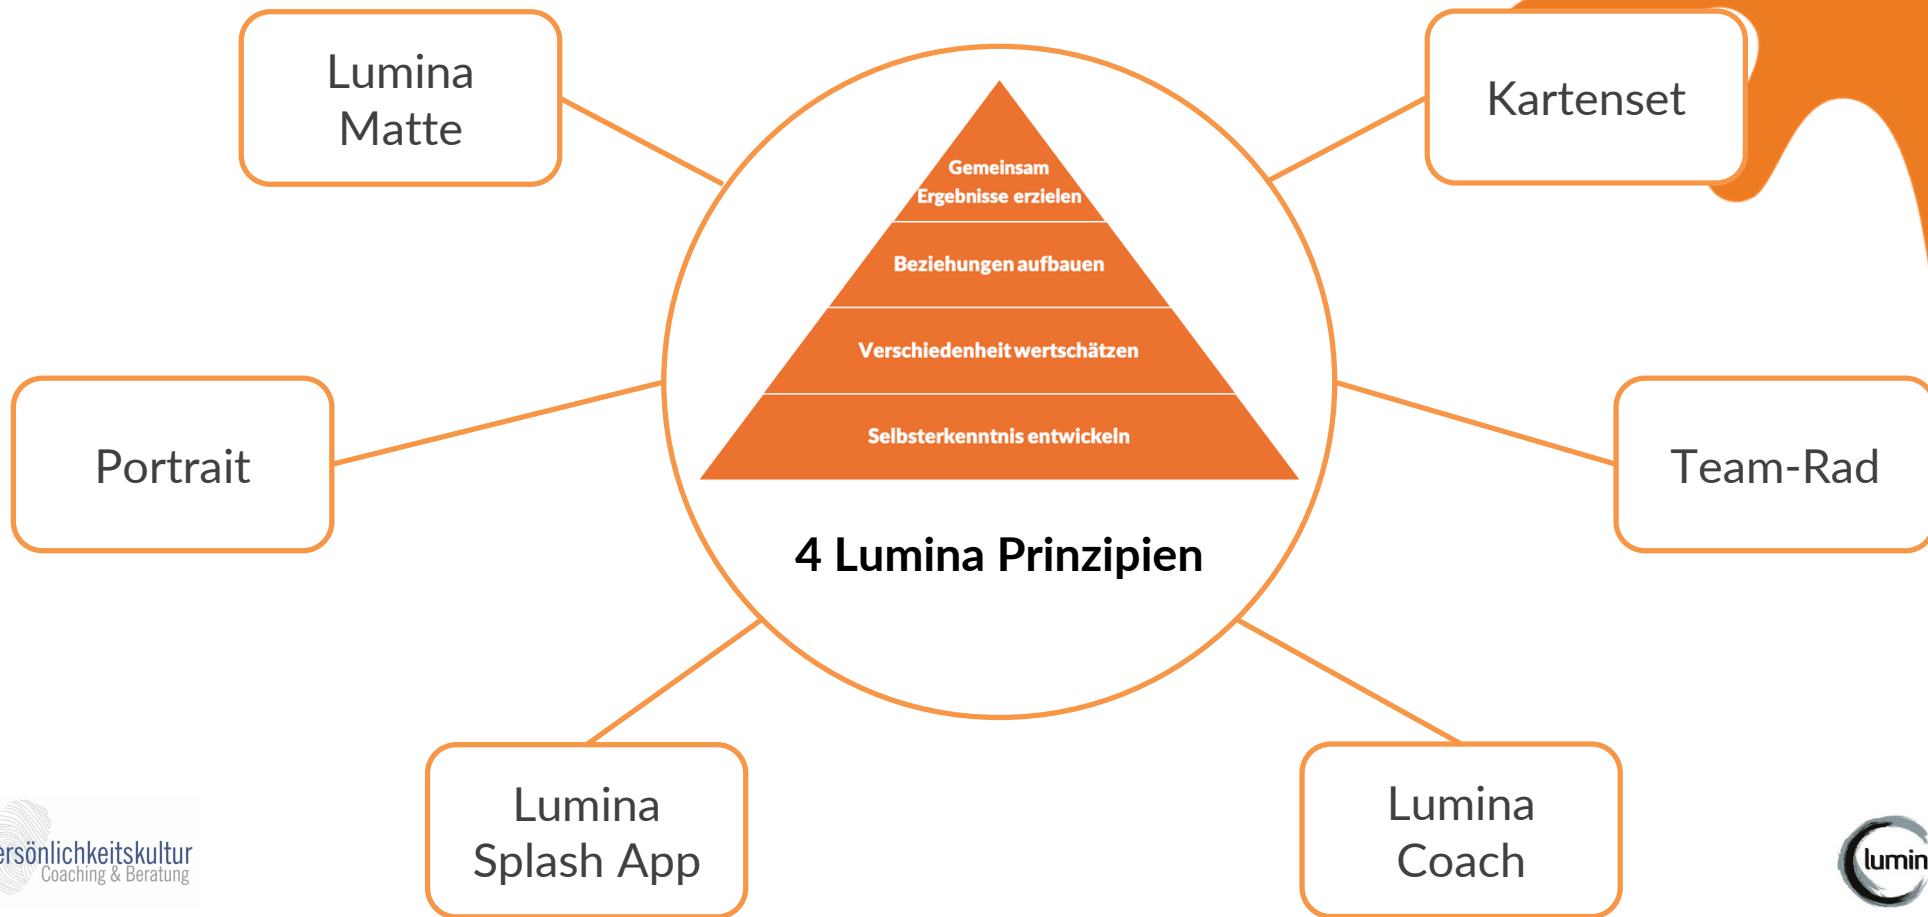 Lumina
Matte
Kartenset
Gemeinsam
Ergebnisse erzielen
Beziehungen aufbauen
Verschiedenheit wertschätzen
Selbsterkenntnis entwickeln
Portrait
Team-Rad
4 Lumina Prinzipien
Lumina
Splash App
Lumina
Coach
ersönlichkeitskultur
Coaching & Beratung
lumin